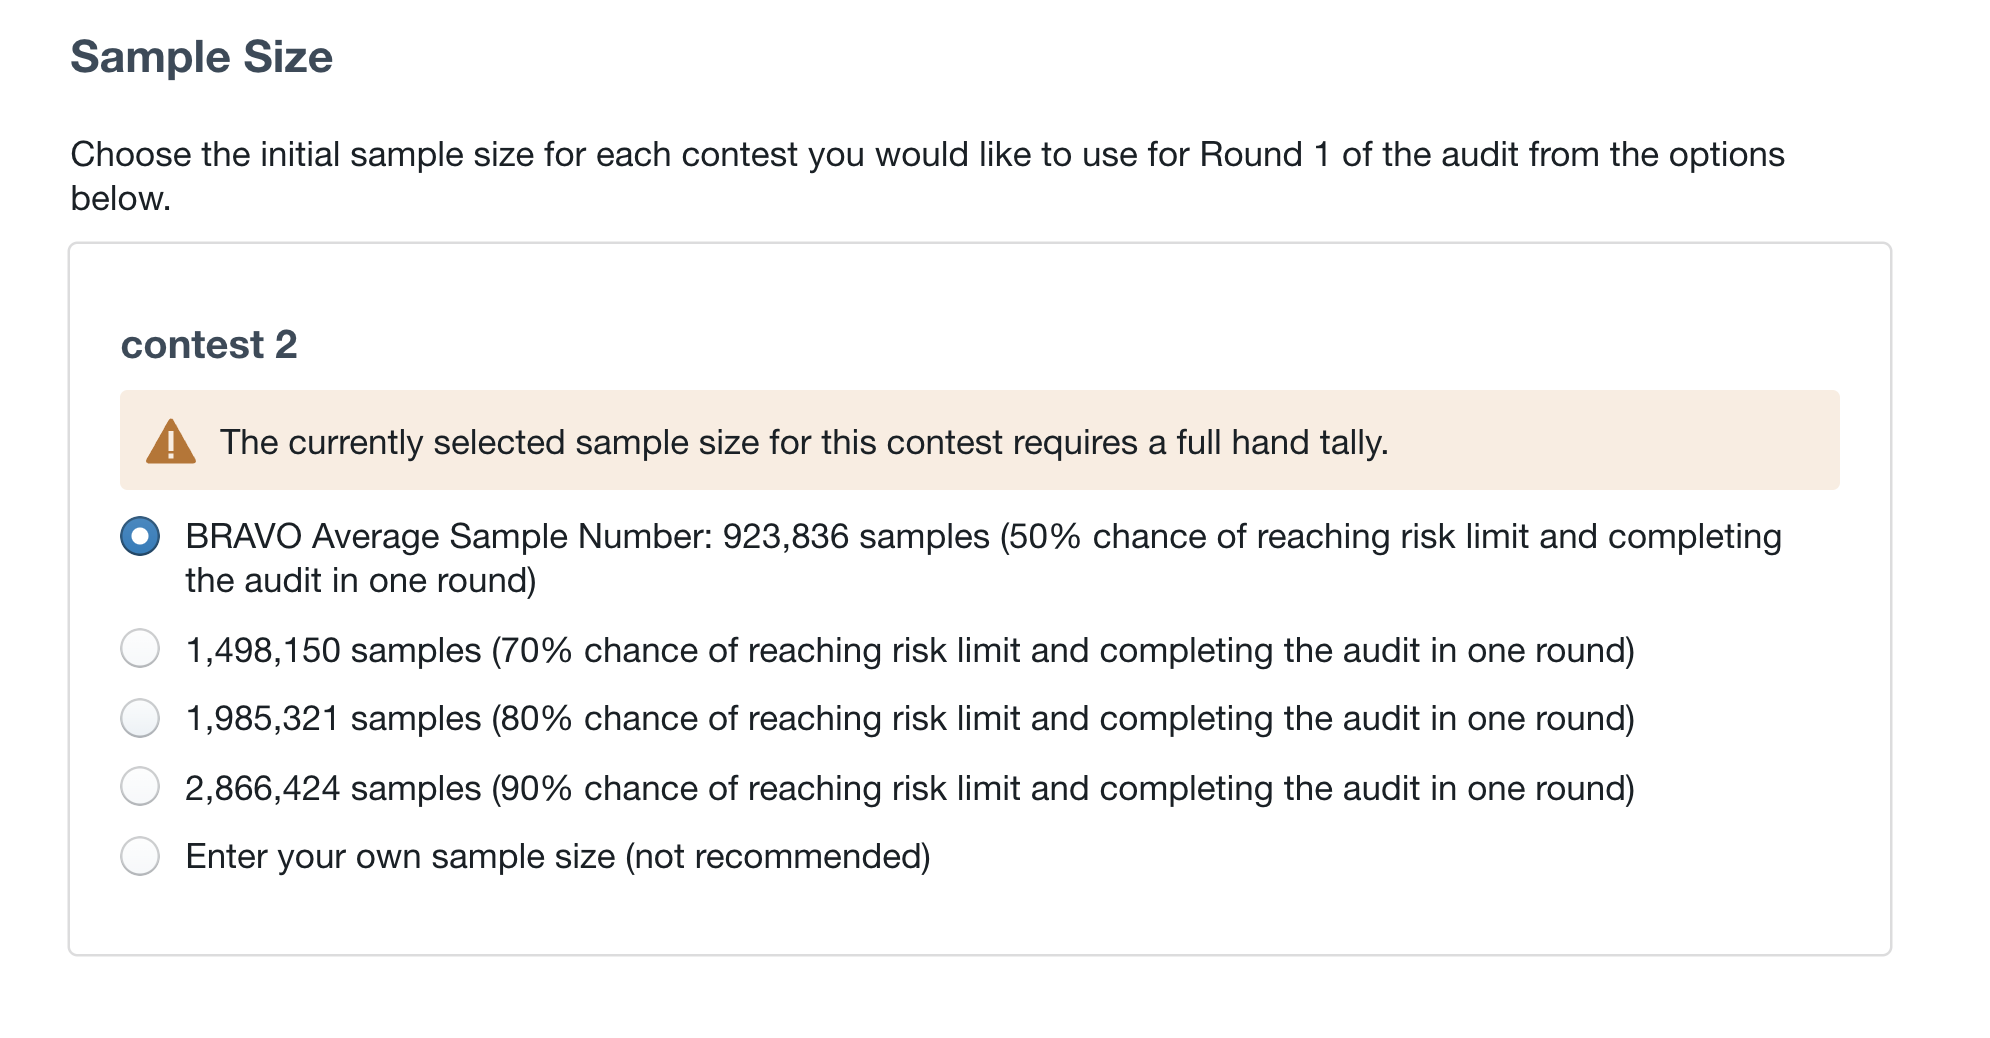 Sample Size
Choose the initial sample size for each contest you would like to use for Round 1 of the audit from the options
below.
contest 2
The currently selected sample size for this contest requires a full hand tally.
BRAVO Average Sample Number: 923,836 samples (50% chance of reaching risk limit and completing
the audit in one round)
1,498,150 samples (70% chance of reaching risk limit and completing the audit in one round)
1,985,321 samples (80% chance of reaching risk limit and completing the audit in one round)
2,866,424 samples (90% chance of reaching risk limit and completing the audit in one round)
Enter your own sample size (not recommended)